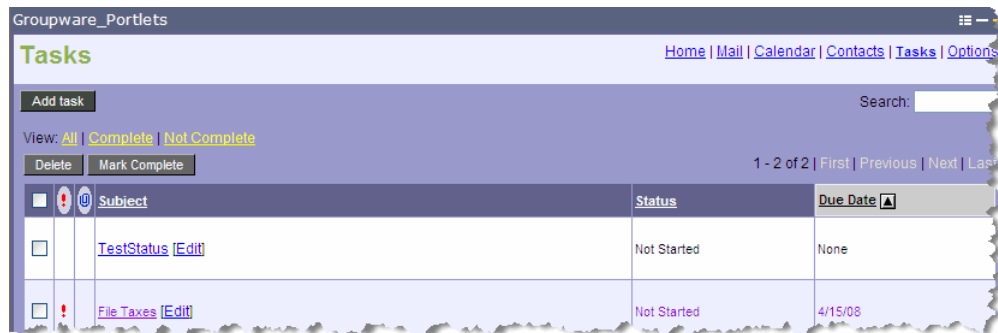 Groupware_Portlets
Tasks
Home | Mail | Calendar | Contacts | Tasks | Options
Add task
Search:
View: All | Complete | Not Complete
Delete Mark Complete
1 - 2 of 2 | First | Previous | Next | Last
! Subject Status Due Date
TestStatus [Edit] Not Started None
! File Taxes [Edit] Not Started 4/15/08